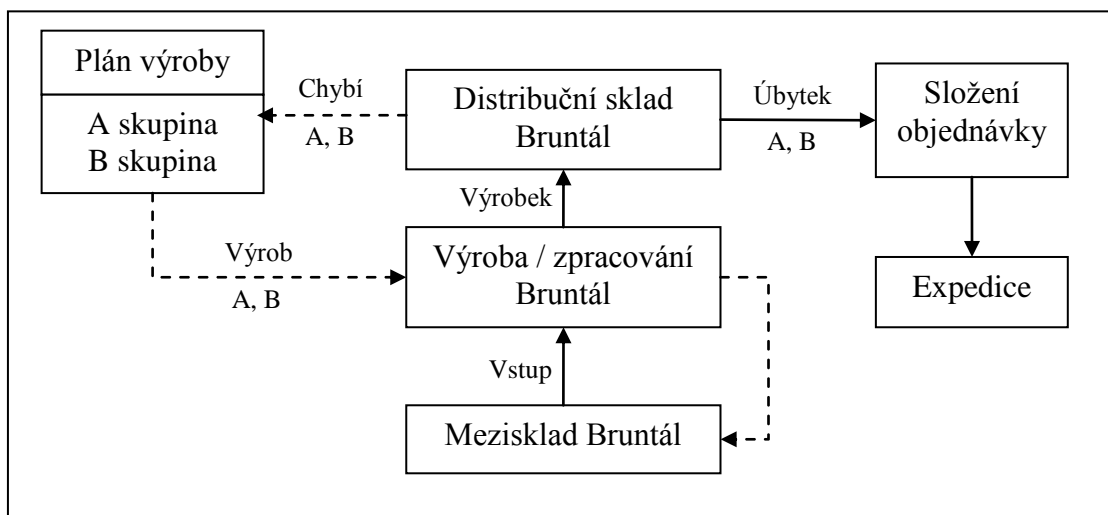 Plán výroby
A skupina
B skupina
Chybí
A, B
Distribuční sklad
Bruntál
Úbytek
A, B
Složení
objednávky
Výrobek
Výrob
A, B
Výroba / zpracování
Bruntál
Expedice
Vstup
Mezisklad Bruntál